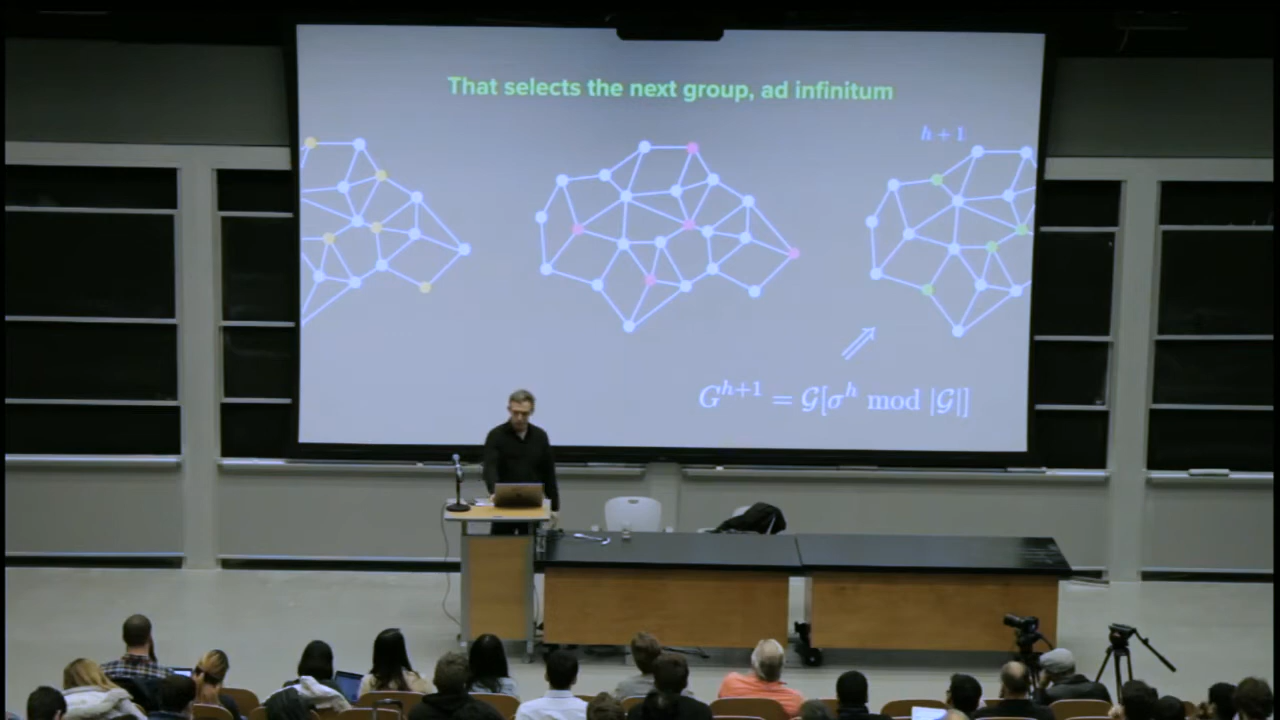 That selects the next group, ad infinitum
h + 1
G^{h+1} = 𝒢[σ^h mod |𝒢|]